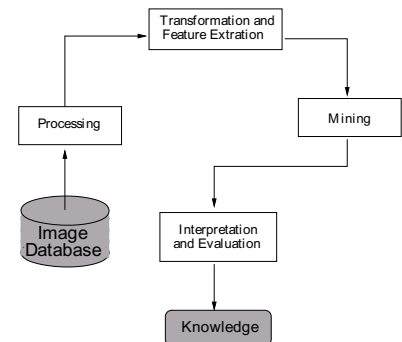 Transformation and
Feature Extration
Processing
Mining
Image
Database
Interpretation
and Evaluation
Knowledge